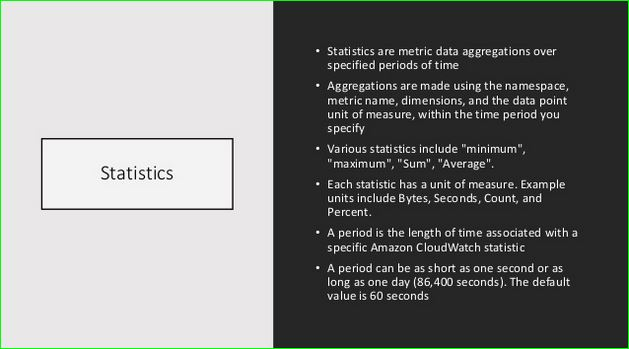 Statistics
• Statistics are metric data aggregations over
specified periods of time
• Aggregations are made using the namespace,
metric name, dimensions, and the data point
unit of measure, within the time period you
specify
• Various statistics include "minimum",
"maximum", "Sum", "Average".
• Each statistic has a unit of measure. Example
units include Bytes, Seconds, Count, and
Percent.
• A period is the length of time associated with a
specific Amazon CloudWatch statistic
• A period can be as short as one second or as
long as one day (86,400 seconds). The default
value is 60 seconds